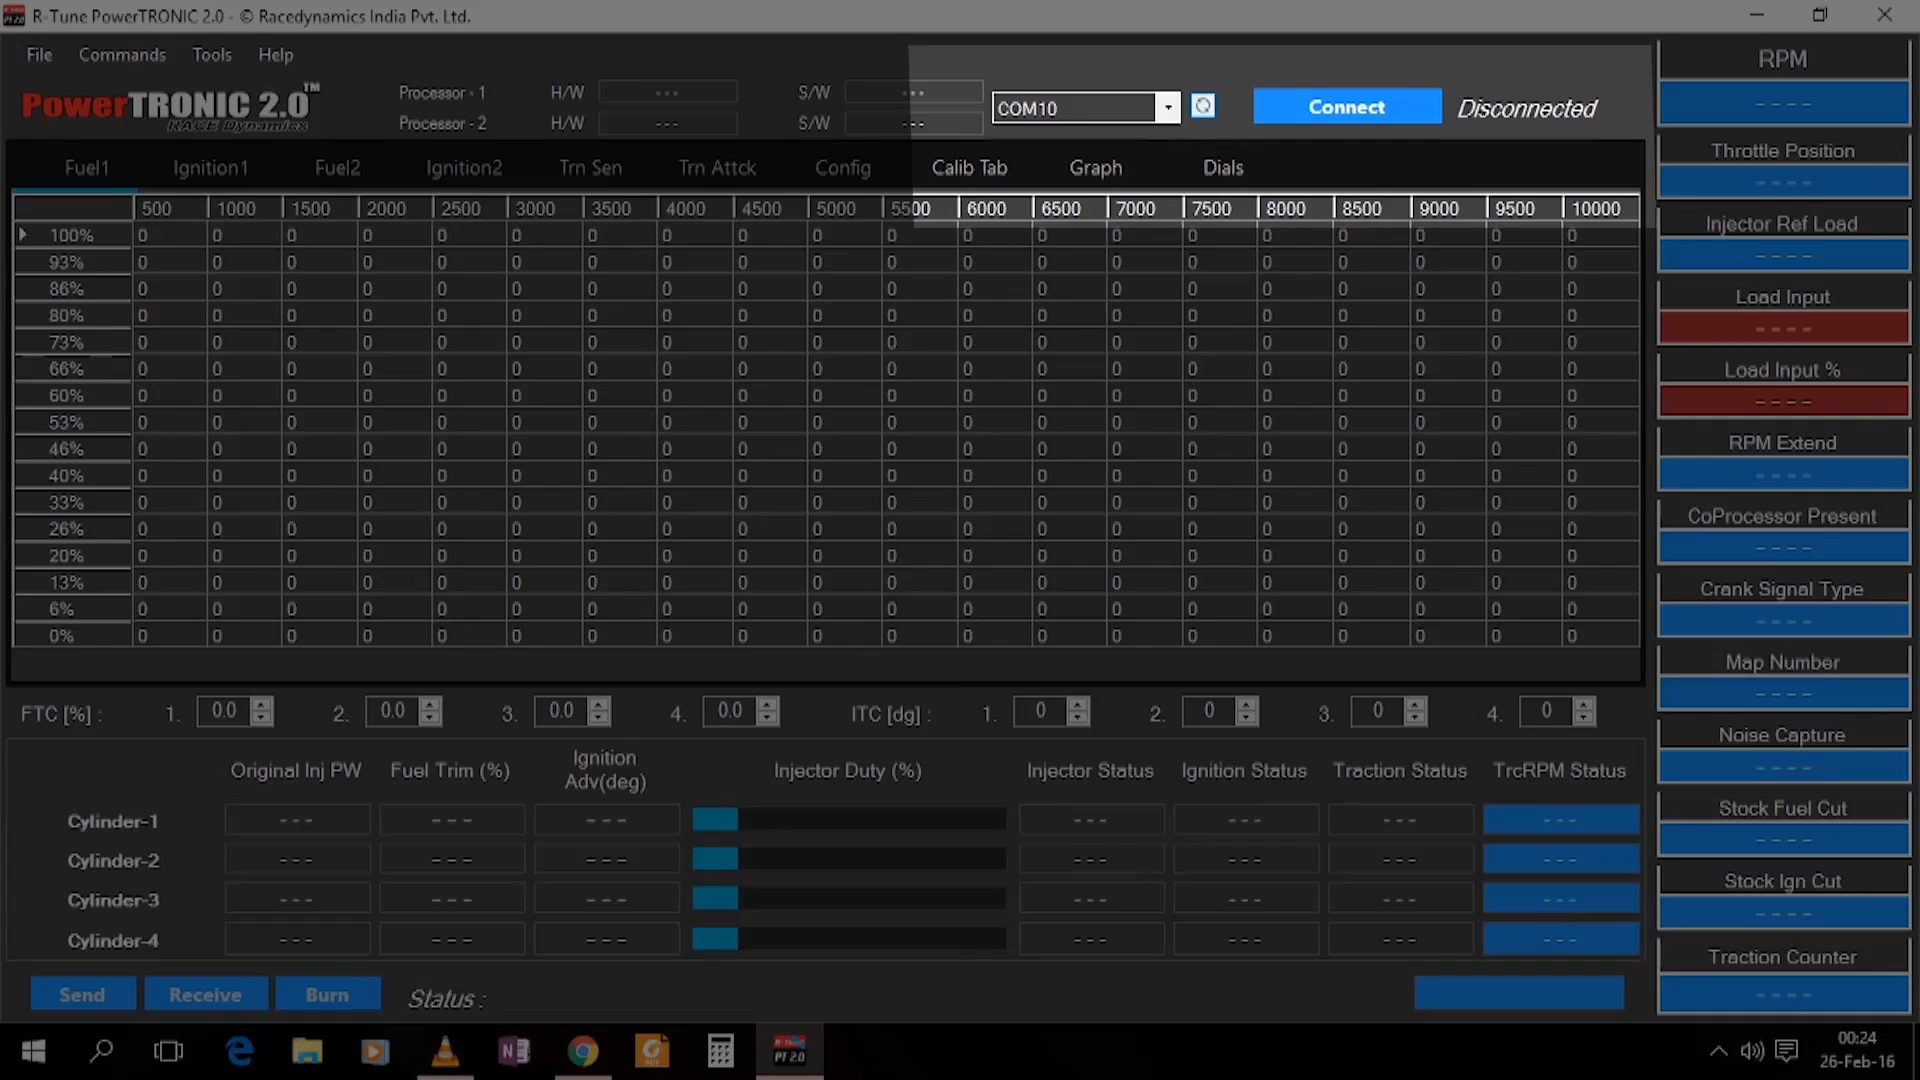 R-Tune PowerTRONIC 2.0 - © Racedynamics India Pvt. Ltd.
File Commands Tools Help
PowerTRONIC 2.0™
RACE Dynamics
Processor - 1 H/W --- S/W ---
Processor - 2 H/W --- S/W ---
COM10 Connect Disconnected
Fuel1 Ignition1 Fuel2 Ignition2 Trn Sen Trn Attck Config Calib Tab Graph Dials
500 1000 1500 2000 2500 3000 3500 4000 4500 5000 5500 6000 6500 7000 7500 8000 8500 9000 9500 10000
100% 0 0 0 0 0 0 0 0 0 0 0 0 0 0 0 0 0 0 0 0
93% 0 0 0 0 0 0 0 0 0 0 0 0 0 0 0 0 0 0 0 0
86% 0 0 0 0 0 0 0 0 0 0 0 0 0 0 0 0 0 0 0 0
80% 0 0 0 0 0 0 0 0 0 0 0 0 0 0 0 0 0 0 0 0
73% 0 0 0 0 0 0 0 0 0 0 0 0 0 0 0 0 0 0 0 0
66% 0 0 0 0 0 0 0 0 0 0 0 0 0 0 0 0 0 0 0 0
60% 0 0 0 0 0 0 0 0 0 0 0 0 0 0 0 0 0 0 0 0
53% 0 0 0 0 0 0 0 0 0 0 0 0 0 0 0 0 0 0 0 0
46% 0 0 0 0 0 0 0 0 0 0 0 0 0 0 0 0 0 0 0 0
40% 0 0 0 0 0 0 0 0 0 0 0 0 0 0 0 0 0 0 0 0
33% 0 0 0 0 0 0 0 0 0 0 0 0 0 0 0 0 0 0 0 0
26% 0 0 0 0 0 0 0 0 0 0 0 0 0 0 0 0 0 0 0 0
20% 0 0 0 0 0 0 0 0 0 0 0 0 0 0 0 0 0 0 0 0
13% 0 0 0 0 0 0 0 0 0 0 0 0 0 0 0 0 0 0 0 0
6% 0 0 0 0 0 0 0 0 0 0 0 0 0 0 0 0 0 0 0 0
0% 0 0 0 0 0 0 0 0 0 0 0 0 0 0 0 0 0 0 0 0
FTC [%] : 1. 0.0 2. 0.0 3. 0.0 4. 0.0 ITC [dg] : 1. 0 2. 0 3. 0 4. 0
Original Inj PW Fuel Trim (%) Ignition Adv(deg) Injector Duty (%) Injector Status Ignition Status Traction Status TrcRPM Status
Cylinder-1 --- --- --- --- --- --- ---
Cylinder-2 --- --- --- --- --- --- ---
Cylinder-3 --- --- --- --- --- --- ---
Cylinder-4 --- --- --- --- --- --- ---
Send Receive Burn Status :
RPM
----
Throttle Position
----
Injector Ref Load
----
Load Input
----
Load Input %
----
RPM Extend
----
CoProcessor Present
----
Crank Signal Type
----
Map Number
----
Noise Capture
----
Stock Fuel Cut
----
Stock Ign Cut
----
Traction Counter
----
PT 2.0
00:24
26-Feb-16